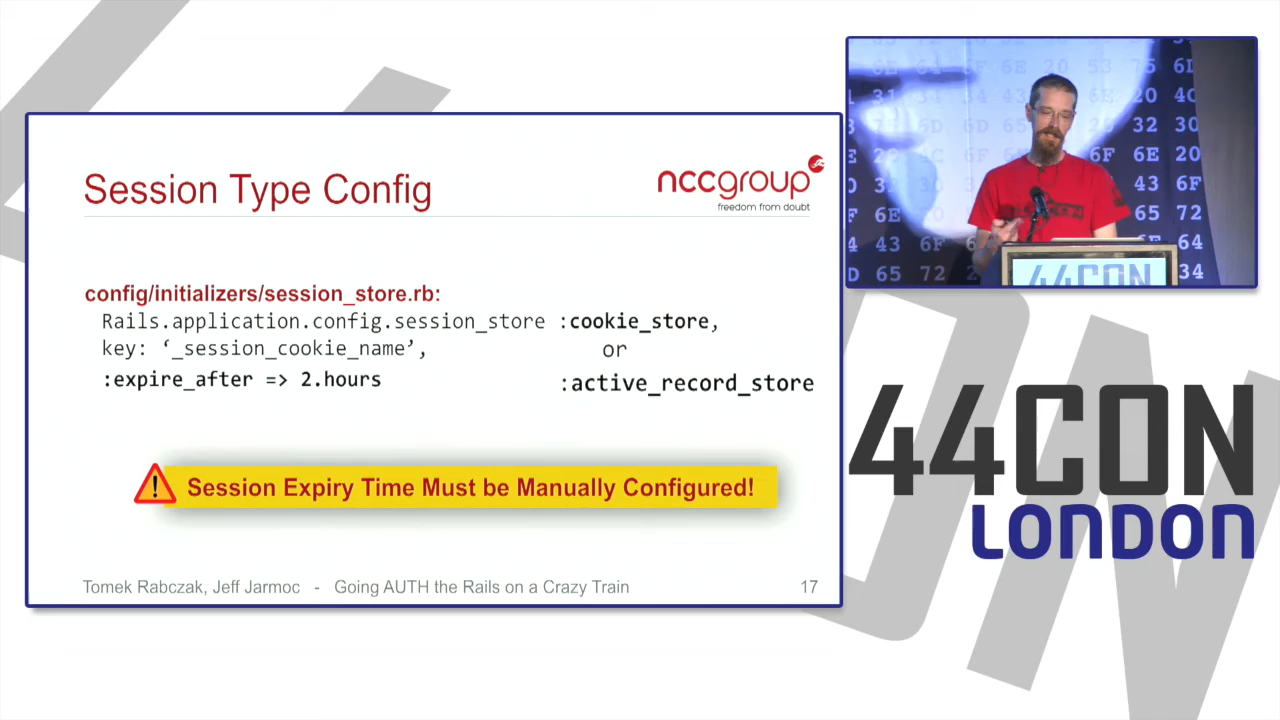 Session Type Config
nccgroup
freedom from doubt
config/initializers/session_store.rb:
Rails.application.config.session_store :cookie_store,
key: ‘_session_cookie_name’, or
:expire_after => 2.hours :active_record_store
Session Expiry Time Must be Manually Configured!
Tomek Rabczak, Jeff Jarmoc - Going AUTH the Rails on a Crazy Train 17
44CON
LONDON
44CON